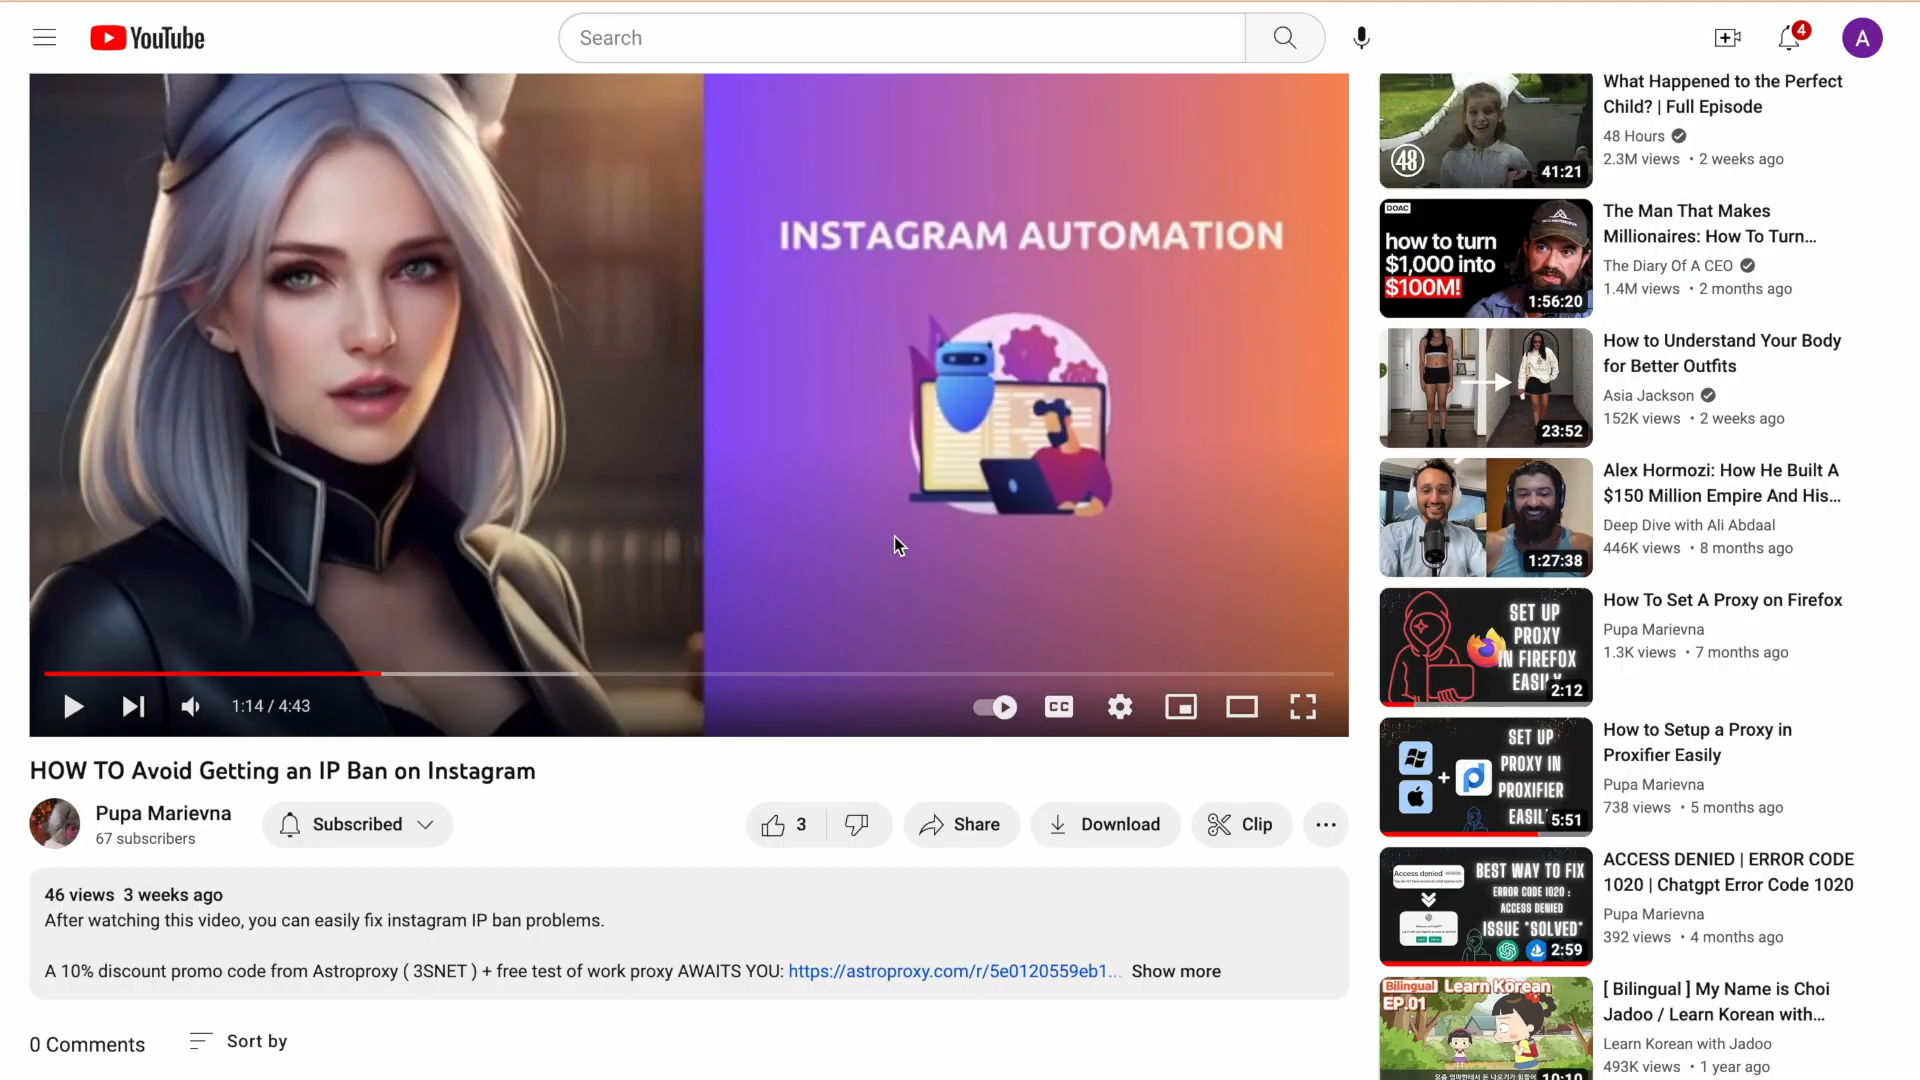 YouTube
Search
4
A
INSTAGRAM AUTOMATION
1:14 / 4:43
CC
HOW TO Avoid Getting an IP Ban on Instagram
Pupa Marievna
67 subscribers
Subscribed
3
Share
Download
Clip
46 views 3 weeks ago
After watching this video, you can easily fix instagram IP ban problems.
A 10% discount promo code from Astroproxy ( 3SNET ) + free test of work proxy AWAITS YOU: https://astroproxy.com/r/5e0120559eb1... Show more
0 Comments
Sort by
48
41:21
What Happened to the Perfect
Child? | Full Episode
48 Hours
2.3M views • 2 weeks ago
DOAC
how to turn
$1,000 into
$100M!
1:56:20
The Man That Makes
Millionaires: How To Turn...
The Diary Of A CEO
1.4M views • 2 months ago
23:52
How to Understand Your Body
for Better Outfits
Asia Jackson
152K views • 2 weeks ago
1:27:38
Alex Hormozi: How He Built A
$150 Million Empire And His...
Deep Dive with Ali Abdaal
446K views • 8 months ago
SET UP
PROXY
IN FIREFOX
EASILY
2:12
How To Set A Proxy on Firefox
Pupa Marievna
1.3K views • 7 months ago
SET UP
PROXY IN
PROXIFIER
EASIL
5:51
How to Setup a Proxy in
Proxifier Easily
Pupa Marievna
738 views • 5 months ago
Access denied
BEST WAY TO FIX
ERROR CODE 1020 :
ACCESS DENIED
ISSUE *SOLVED*
2:59
ACCESS DENIED | ERROR CODE
1020 | Chatgpt Error Code 1020
Pupa Marievna
392 views • 4 months ago
Bilingual Learn Korean
EP.01
10:10
[ Bilingual ] My Name is Choi
Jadoo / Learn Korean with...
Learn Korean with Jadoo
493K views • 1 year ago